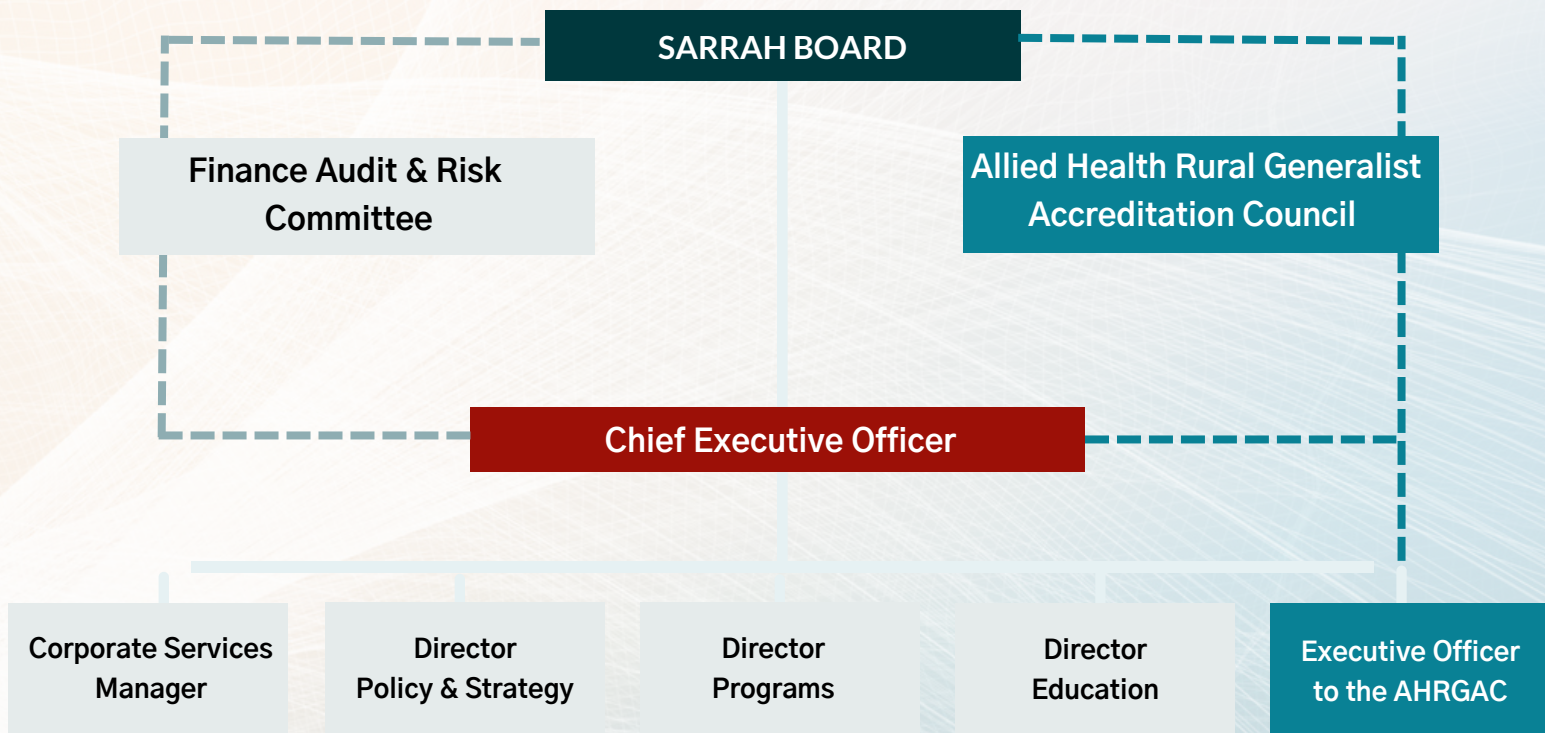 SARRAH BOARD
Finance Audit & Risk
Committee
Allied Health Rural Generalist
Accreditation Council
Chief Executive Officer
Corporate Services
Manager
Director
Policy & Strategy
Director
Programs
Director
Education
Executive Officer
to the AHRGAC